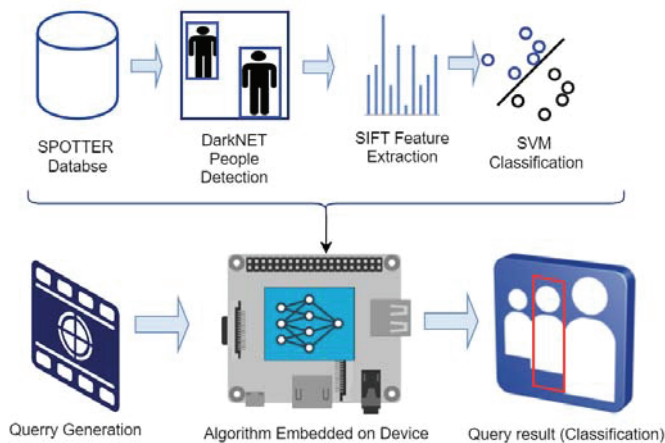 SPOTTER
Databse
DarkNET
People
Detection
SIFT Feature
Extraction
SVM
Classification
Querry Generation
Algorithm Embedded on Device
Query result (Classification)